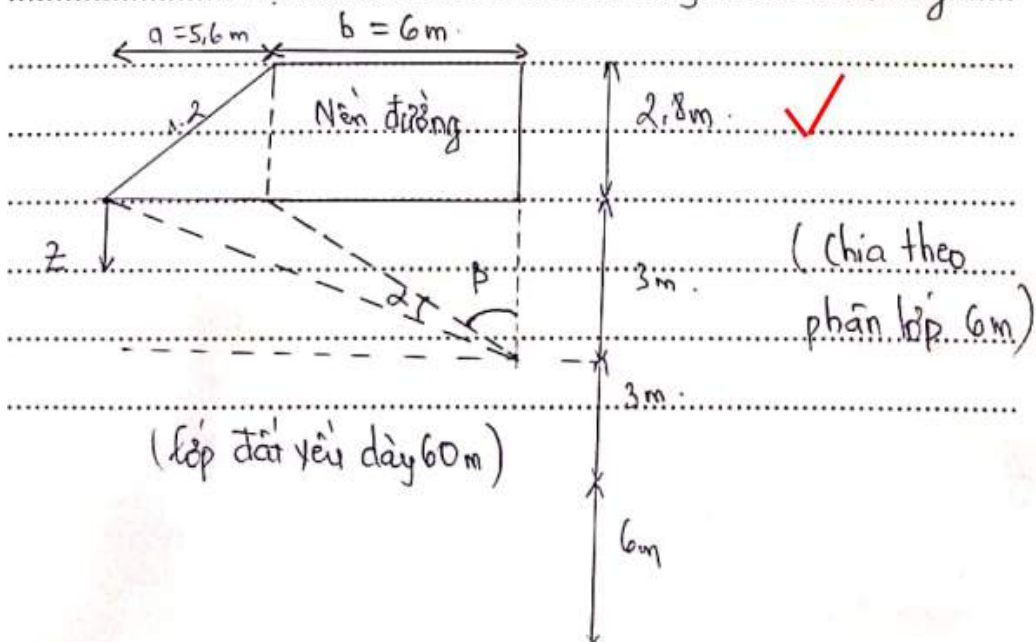 a = 5,6 m
b = 6 m.
1:2
Nền đường
2,8m.
Z
α
β
3m.
(Chia theo
phân lớp 6m)
3m.
(lớp đất yếu dày 60m)
6m